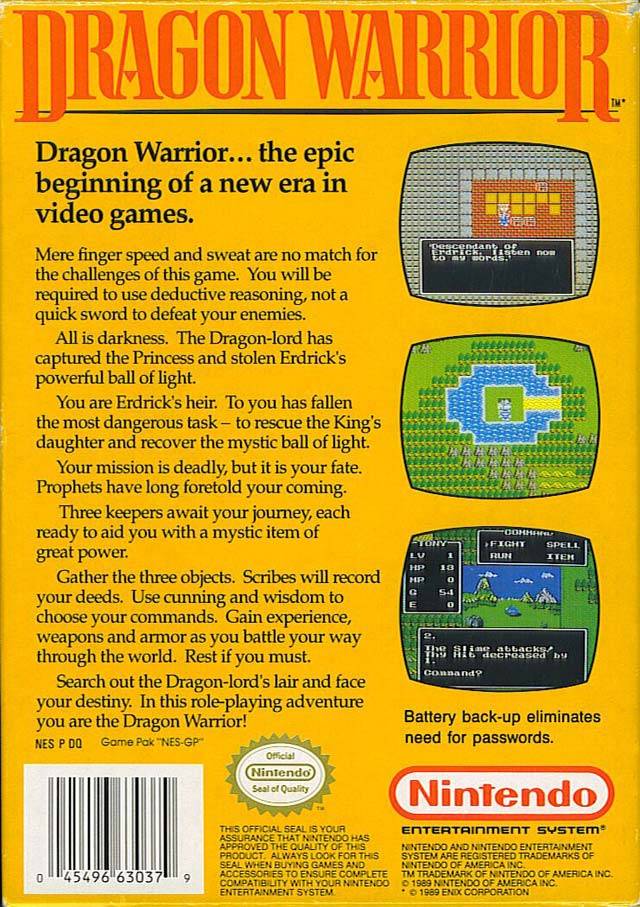 DRAGON WARRIOR
TM*
Dragon Warrior... the epic
beginning of a new era in
video games.
Mere finger speed and sweat are no match for
the challenges of this game. You will be
required to use deductive reasoning, not a
quick sword to defeat your enemies.
All is darkness. The Dragon-lord has
captured the Princess and stolen Erdrick's
powerful ball of light.
You are Erdrick's heir. To you has fallen
the most dangerous task – to rescue the King's
daughter and recover the mystic ball of light.
Your mission is deadly, but it is your fate.
Prophets have long foretold your coming.
Three keepers await your journey, each
ready to aid you with a mystic item of
great power.
Gather the three objects. Scribes will record
your deeds. Use cunning and wisdom to
choose your commands. Gain experience,
weapons and armor as you battle your way
through the world. Rest if you must.
Search out the Dragon-lord's lair and face
your destiny. In this role-playing adventure
you are the Dragon Warrior!
NES P DQ Game Pak "NES-GP"
"Descendant of
Erdrick, listen now
to my words."
TONY
LV 1
HP 13
MP 0
G 54
E 0
COMMAND
FIGHT SPELL
RUN ITEM
2.
The Slime attacks!
Thy Hit decreased by
1.
Command?
Battery back-up eliminates
need for passwords.
Official
Nintendo
Seal of Quality
TM
THIS OFFICIAL SEAL IS YOUR
ASSURANCE THAT NINTENDO HAS
APPROVED THE QUALITY OF THIS
PRODUCT. ALWAYS LOOK FOR THIS
SEAL WHEN BUYING GAMES AND
ACCESSORIES TO ENSURE COMPLETE
COMPATIBILITY WITH YOUR NINTENDO
ENTERTAINMENT SYSTEM.
0 45496 63037 9
Nintendo
ENTERTAINMENT SYSTEM®
NINTENDO AND NINTENDO ENTERTAINMENT
SYSTEM ARE REGISTERED TRADEMARKS OF
NINTENDO OF AMERICA INC.
TM TRADEMARK OF NINTENDO OF AMERICA INC.
© 1989 NINTENDO OF AMERICA INC.
* © 1989 ENIX CORPORATION